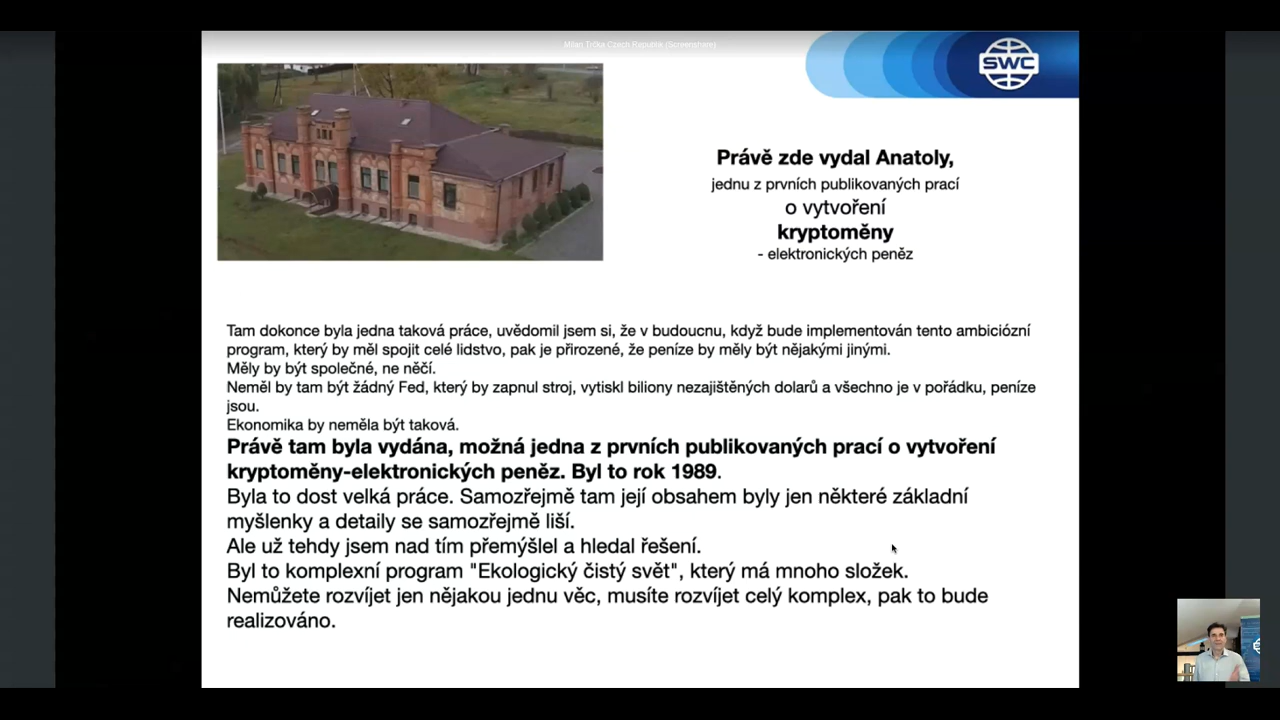 Milan Trčka Czech Republic (Screenshare)
SWC
Právě zde vydal Anatoly,
jednu z prvních publikovaných prací
o vytvoření
kryptoměny
- elektronických peněz
Tam dokonce byla jedna taková práce, uvědomil jsem si, že v budoucnu, když bude implementován tento ambiciózní
program, který by měl spojit celé lidstvo, pak je přirozené, že peníze by měly být nějakými jinými.
Měly by být společné, ne něčí.
Neměl by tam být žádný Fed, který by zapnul stroj, vytiskl biliony nezajištěných dolarů a všechno je v pořádku, peníze
jsou.
Ekonomika by neměla být taková.
Právě tam byla vydána, možná jedna z prvních publikovaných prací o vytvoření
kryptoměny-elektronických peněz. Byl to rok 1989.
Byla to dost velká práce. Samozřejmě tam její obsahem byly jen některé základní
myšlenky a detaily se samozřejmě liší.
Ale už tehdy jsem nad tím přemýšlel a hledal řešení.
Byl to komplexní program "Ekologický čistý svět", který má mnoho složek.
Nemůžete rozvíjet jen nějakou jednu věc, musíte rozvíjet celý komplex, pak to bude
realizováno.